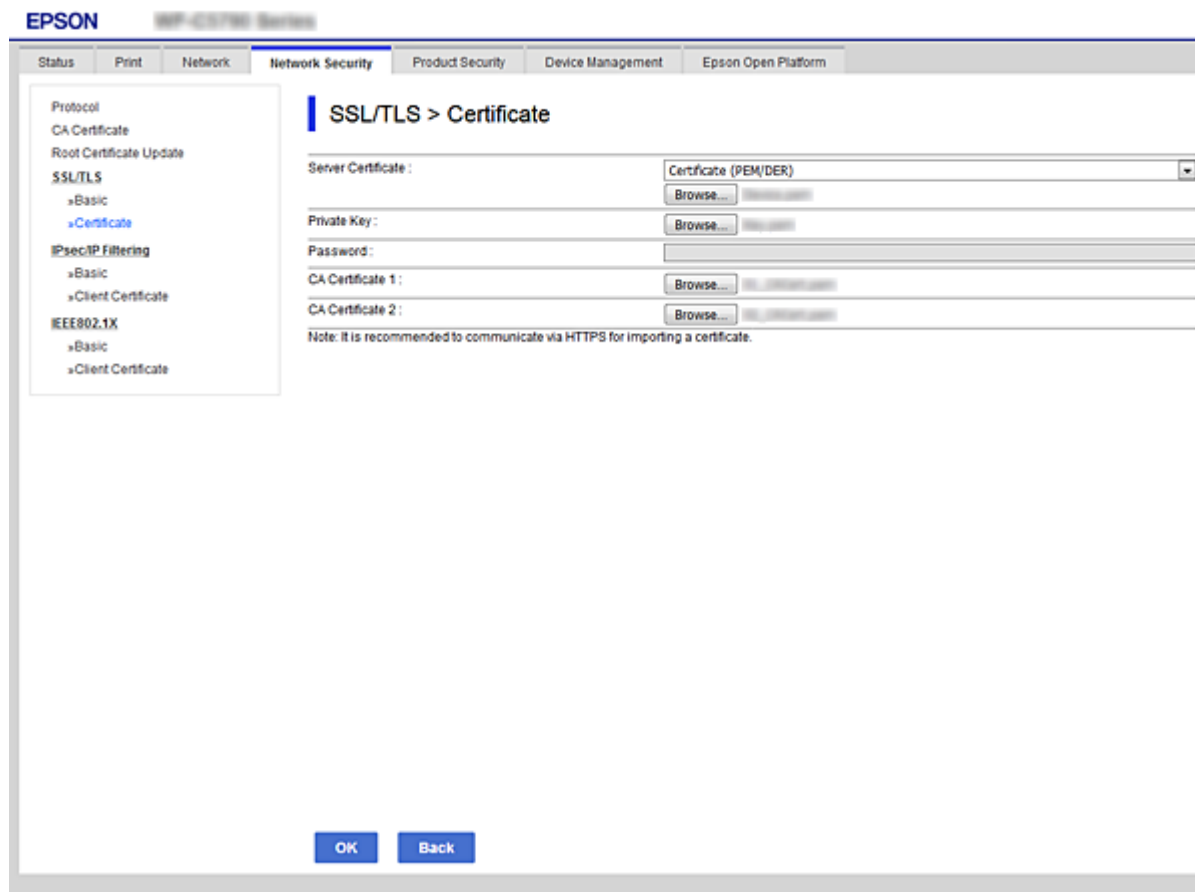 EPSON
Status Print Network Network Security Product Security Device Management Epson Open Platform
Protocol
CA Certificate
Root Certificate Update
SSL/TLS
»Basic
»Certificate
IPsec/IP Filtering
»Basic
»Client Certificate
IEEE802.1X
»Basic
»Client Certificate
SSL/TLS > Certificate
Server Certificate :
Certificate (PEM/DER)
Browse...
Private Key :
Browse...
Password :
CA Certificate 1 :
Browse...
CA Certificate 2 :
Browse...
Note: It is recommended to communicate via HTTPS for importing a certificate.
OK Back